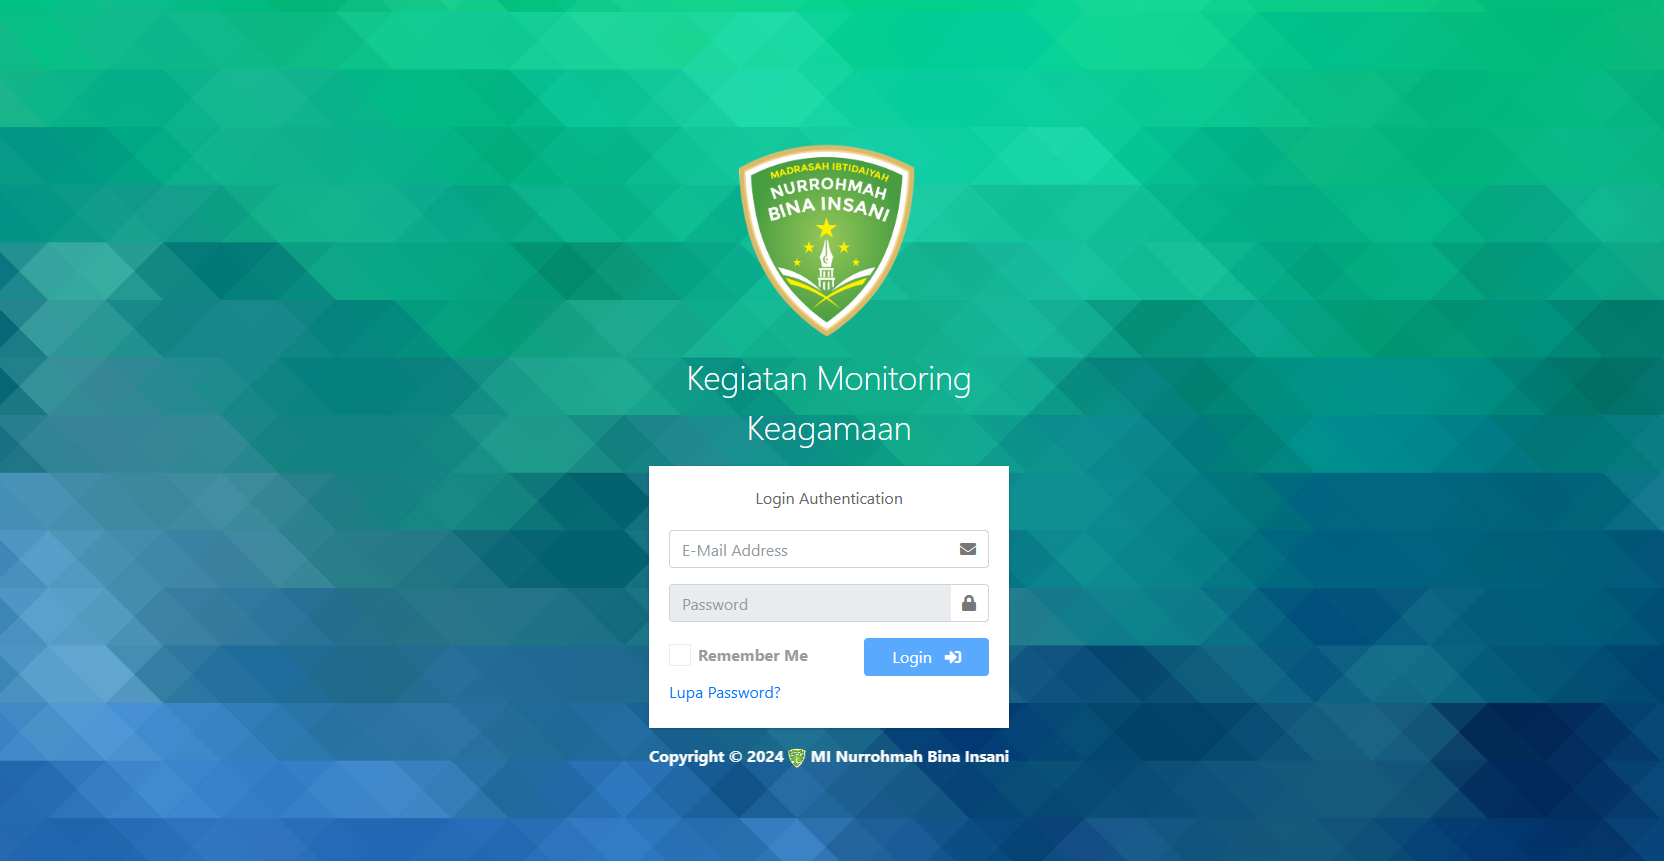 MADRASAH IBTIDAIYAH
NURROHMAH
BINA INSANI
Kegiatan Monitoring
Keagamaan
Login Authentication
E-Mail Address
Password
Remember Me
Login
Lupa Password?
Copyright © 2024 MI Nurrohmah Bina Insani